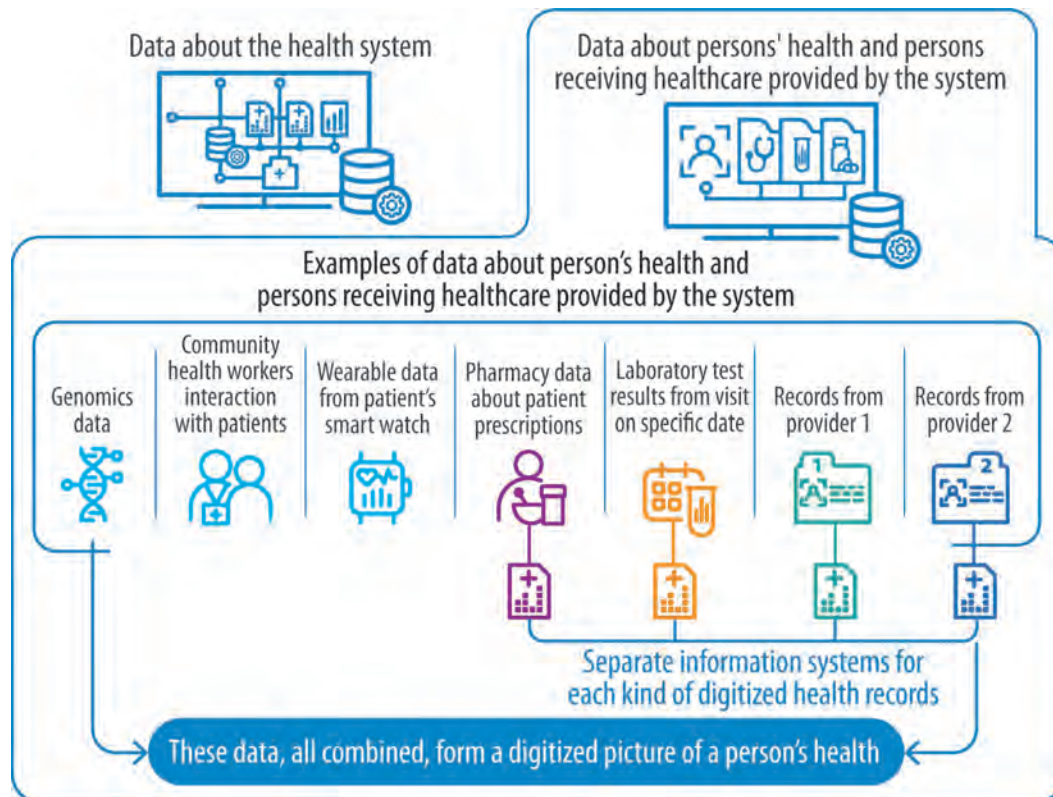 Data about the health system
Data about persons' health and persons
receiving healthcare provided by the system
Examples of data about person’s health and
persons receiving healthcare provided by the system
Genomics
data
Community
health workers
interaction
with patients
Wearable data
from patient’s
smart watch
Pharmacy data
about patient
prescriptions
Laboratory test
results from visit
on specific date
Records from
provider 1
Records from
provider 2
1
2
Separate information systems for
each kind of digitized health records
These data, all combined, form a digitized picture of a person’s health